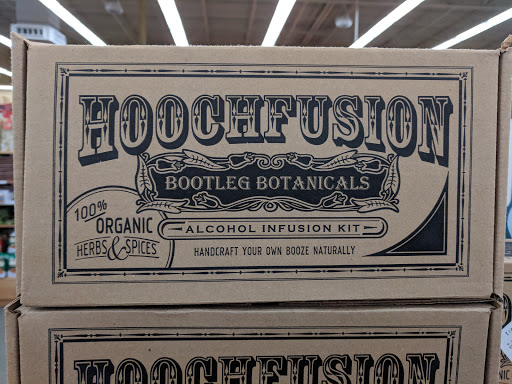 HOOCHFUSION
BOOTLEG BOTANICALS
ALCOHOL INFUSION KIT
HANDCRAFT YOUR OWN BOOZE NATURALLY
100%
ORGANIC
HERBS & SPICES
HOOCHFUSION